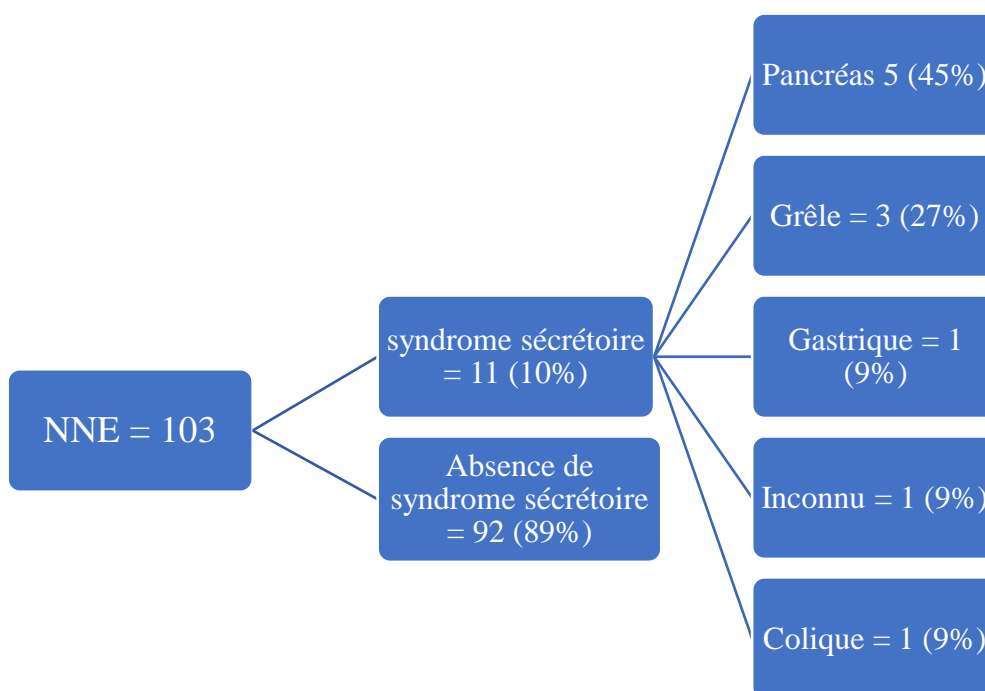 NNE = 103
syndrome sécrétoire
= 11 (10%)
Absence de
syndrome sécrétoire
= 92 (89%)
Pancréas 5 (45%)
Grêle = 3 (27%)
Gastrique = 1
(9%)
Inconnu = 1 (9%)
Colique = 1 (9%)